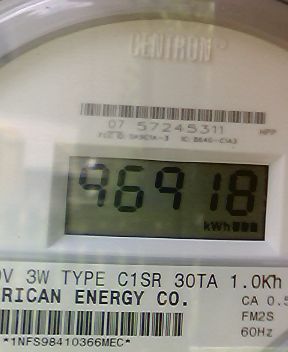 CENTRON
07 57245311 HPP
96918
kWh
V 3W TYPE C1SR 30TA 1.0Kh
RICAN ENERGY CO. CA 0.5
FM2S
*1NFS98410366MEC* 60Hz